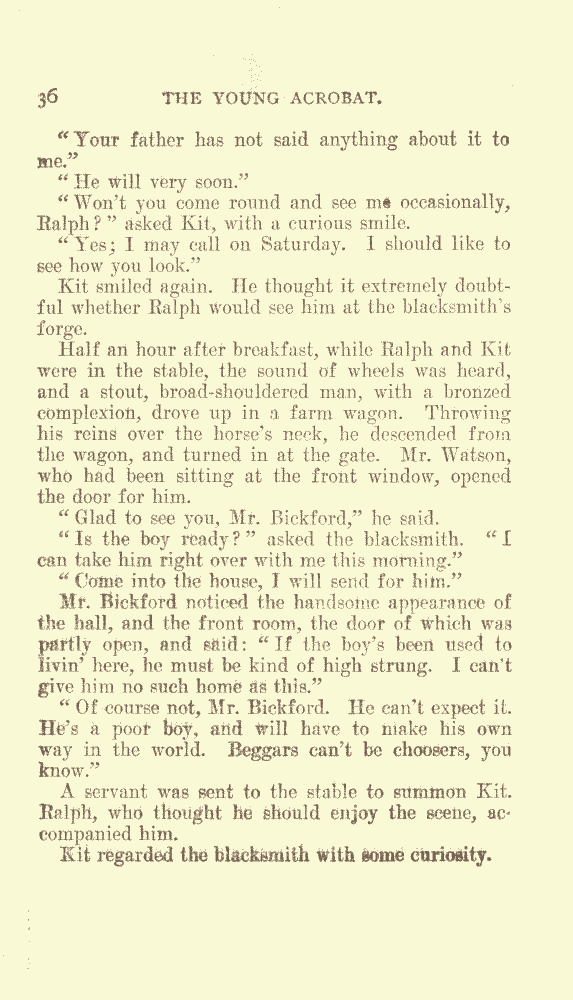 36 THE YOUNG ACROBAT.
“Your father has not said anything about it to
me.”
“He will very soon.”
“Won’t you come round and see me occasionally,
Ralph?” asked Kit, with a curious smile.
“Yes; I may call on Saturday. I should like to
see how you look.”
Kit smiled again. He thought it extremely doubt-
ful whether Ralph would see him at the blacksmith’s
forge.
Half an hour after breakfast, while Ralph and Kit
were in the stable, the sound of wheels was heard,
and a stout, broad-shouldered man, with a bronzed
complexion, drove up in a farm wagon. Throwing
his reins over the horse’s neck, he descended from
the wagon, and turned in at the gate. Mr. Watson,
who had been sitting at the front window, opened
the door for him.
“Glad to see you, Mr. Bickford,” he said.
“Is the boy ready?” asked the blacksmith. “I
can take him right over with me this morning.”
“Come into the house, I will send for him.”
Mr. Bickford noticed the handsome appearance of
the hall, and the front room, the door of which was
partly open, and said: “If the boy’s been used to
livin’ here, he must be kind of high strung. I can’t
give him no such home as this.”
“Of course not, Mr. Bickford. He can’t expect it.
He’s a poor boy, and will have to make his own
way in the world. Beggars can’t be choosers, you
know.”
A servant was sent to the stable to summon Kit.
Ralph, who thought he should enjoy the scene, ac-
companied him.
Kit regarded the blacksmith with some curiosity.